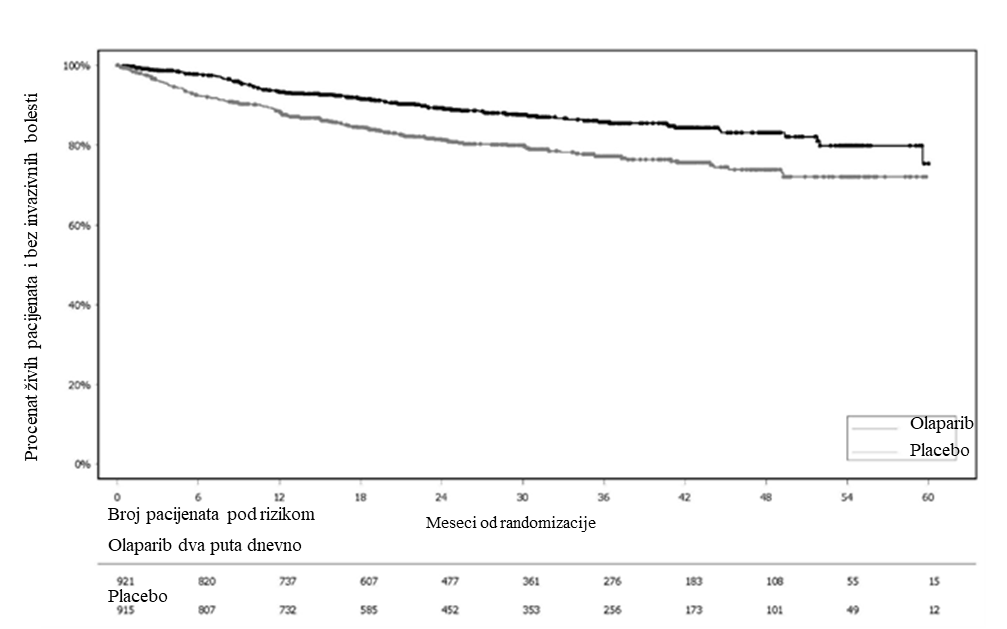 Procenat živih pacijenata i bez invazivnih bolesti
100%
80%
60%
40%
20%
0%
Olaparib
Placebo
0 6 12 18 24 30 36 42 48 54 60
Meseci od randomizacije
Broj pacijenata pod rizikom
Olaparib dva puta dnevno
921 820 737 607 477 361 276 183 108 55 15
Placebo
915 807 732 585 452 353 256 173 101 49 12